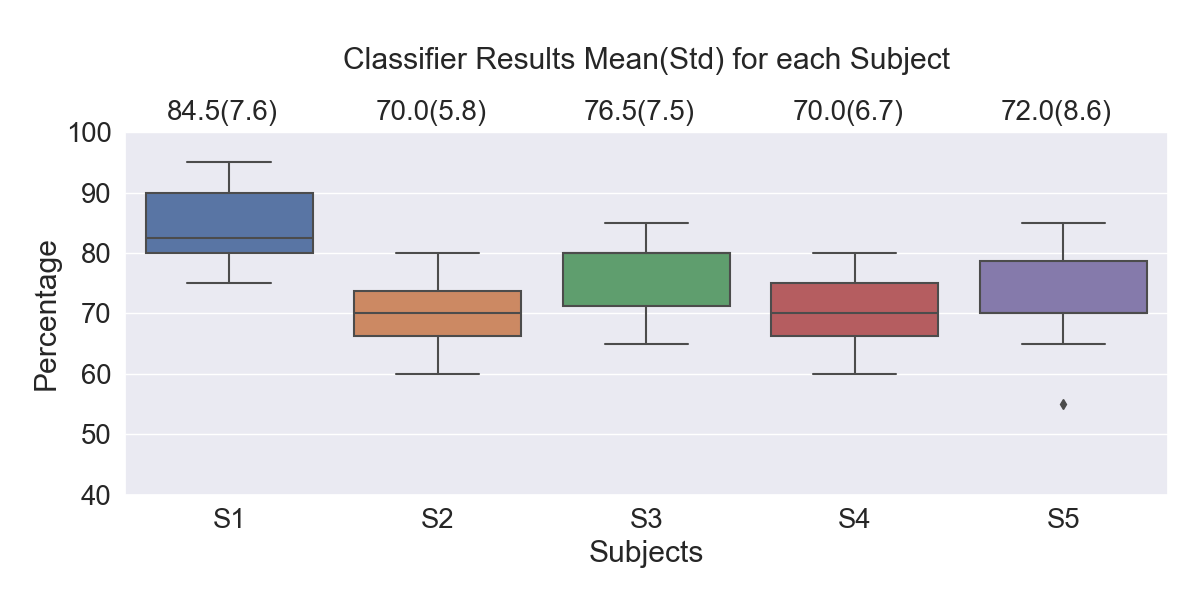 Classifier Results Mean(Std) for each Subject
84.5(7.6) 70.0(5.8) 76.5(7.5) 70.0(6.7) 72.0(8.6)
100
90
80
70
60
50
40
Percentage
S1 S2 S3 S4 S5
Subjects